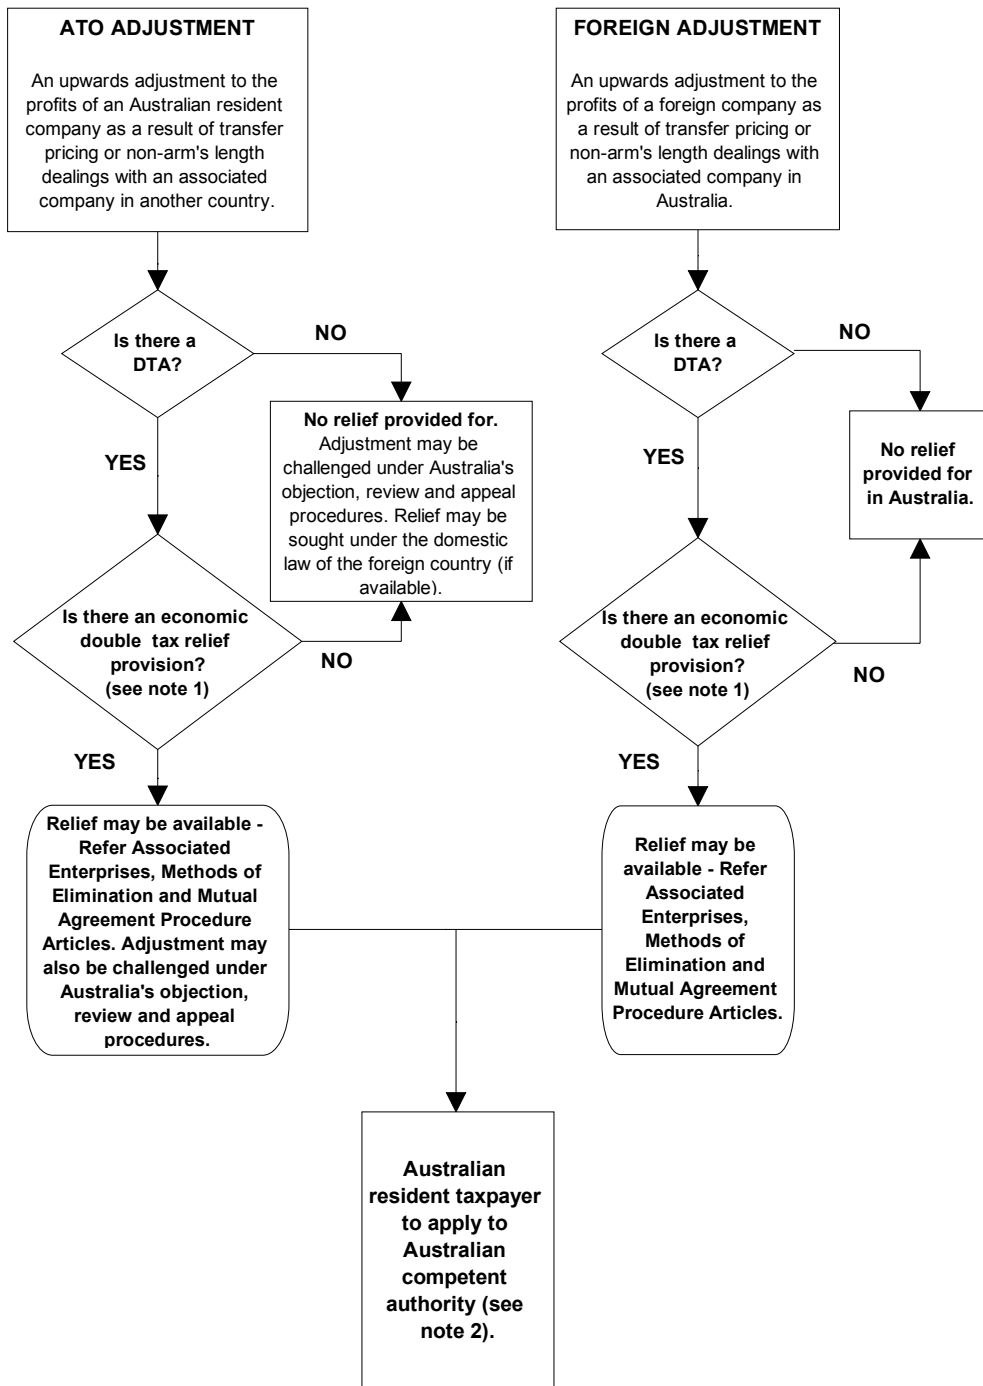 ATO ADJUSTMENT
An upwards adjustment to the
profits of an Australian resident
company as a result of transfer
pricing or non-arm's length
dealings with an associated
company in another country.
Is there a
DTA?
NO
No relief provided for.
Adjustment may be
challenged under Australia's
objection, review and appeal
procedures. Relief may be
sought under the domestic
law of the foreign country (if
available).
YES
Is there an economic
double tax relief
provision?
(see note 1)
NO
YES
Relief may be available -
Refer Associated
Enterprises, Methods of
Elimination and Mutual
Agreement Procedure
Articles. Adjustment may
also be challenged under
Australia's objection,
review and appeal
procedures.
FOREIGN ADJUSTMENT
An upwards adjustment to the
profits of a foreign company as
a result of transfer pricing or
non-arm's length dealings with
an associated company in
Australia.
Is there a
DTA?
NO
No relief
provided for
in Australia.
YES
Is there an economic
double tax relief
provision?
(see note 1)
NO
YES
Relief may be
available - Refer
Associated
Enterprises,
Methods of
Elimination and
Mutual Agreement
Procedure Articles.
Australian
resident taxpayer
to apply to
Australian
competent
authority (see
note 2).